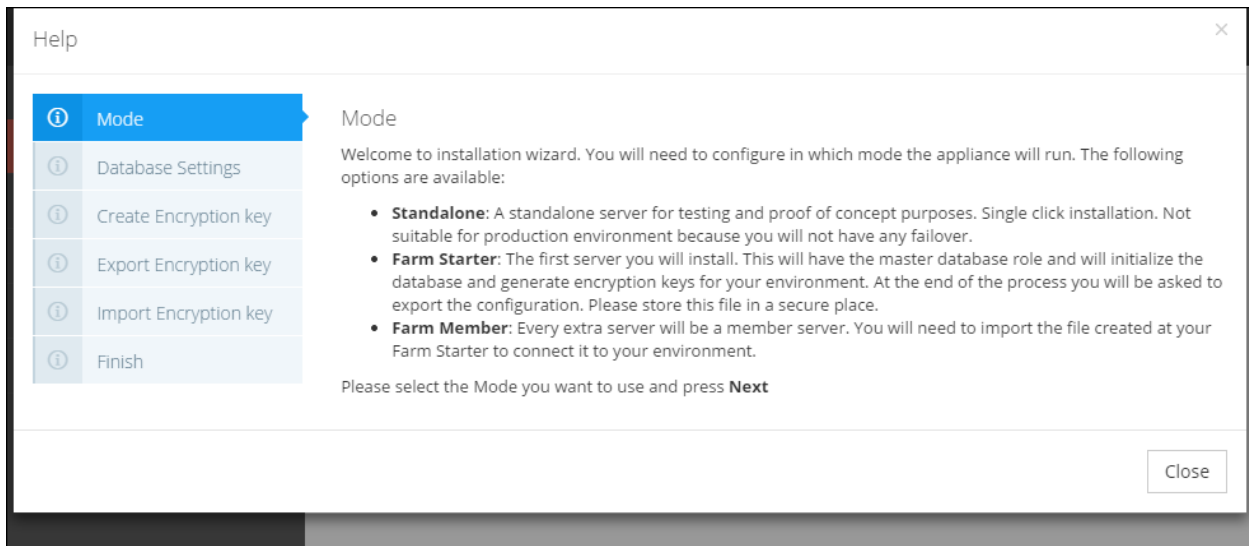 Help
×
Mode
Database Settings
Create Encryption key
Export Encryption key
Import Encryption key
Finish
Mode
Welcome to installation wizard. You will need to configure in which mode the appliance will run. The following
options are available:
• Standalone: A standalone server for testing and proof of concept purposes. Single click installation. Not
suitable for production environment because you will not have any failover.
• Farm Starter: The first server you will install. This will have the master database role and will initialize the
database and generate encryption keys for your environment. At the end of the process you will be asked to
export the configuration. Please store this file in a secure place.
• Farm Member: Every extra server will be a member server. You will need to import the file created at your
Farm Starter to connect it to your environment.
Please select the Mode you want to use and press Next
Close